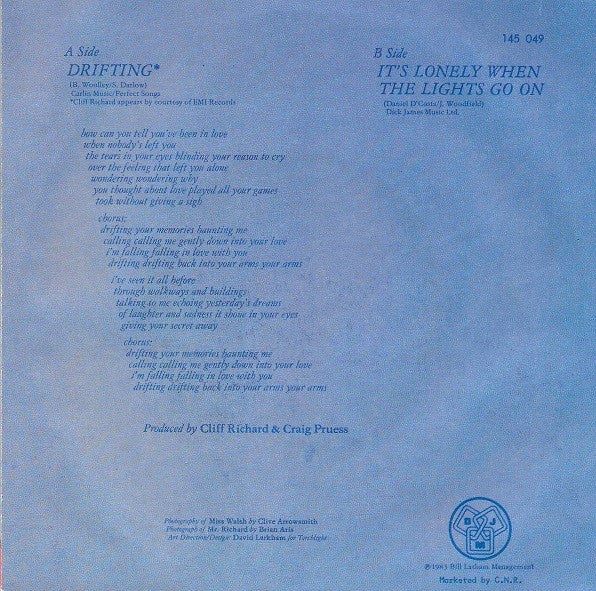 145 049
A Side
DRIFTING*
(B. Woolley/S. Darlow)
Carlin Music/Perfect Songs
*Cliff Richard appears by courtesy of EMI Records
B Side
IT'S LONELY WHEN
THE LIGHTS GO ON
(Daniel D'Costa/J. Woodfield)
Dick James Music Ltd.
how can you tell you've been in love
when nobody's left you
the tears in your eyes blinding your reason to cry
over the feeling that left you alone
wondering wondering why
you thought about love played all your games
took without giving a sigh
chorus:
drifting your memories haunting me
calling calling me gently down into your love
i'm falling falling in love with you
drifting drifting back into your arms your arms
i've seen it all before
through walkways and buildings
talking to me echoing yesterday's dreams
of laughter and sadness it shone in your eyes
giving your secret away
chorus:
drifting your memories haunting me
calling calling me gently down into your love
i'm falling falling in love with you
drifting drifting back into your arms your arms
Produced by Cliff Richard & Craig Pruess
Photography of Miss Walsh by Clive Arrowsmith
Photograph of Mr. Richard by Brian Aris
Art Direction/Design: David Larkham for Torchlight
D J
M
℗ 1983 Bill Latham Management
Marketed by C.N.R.